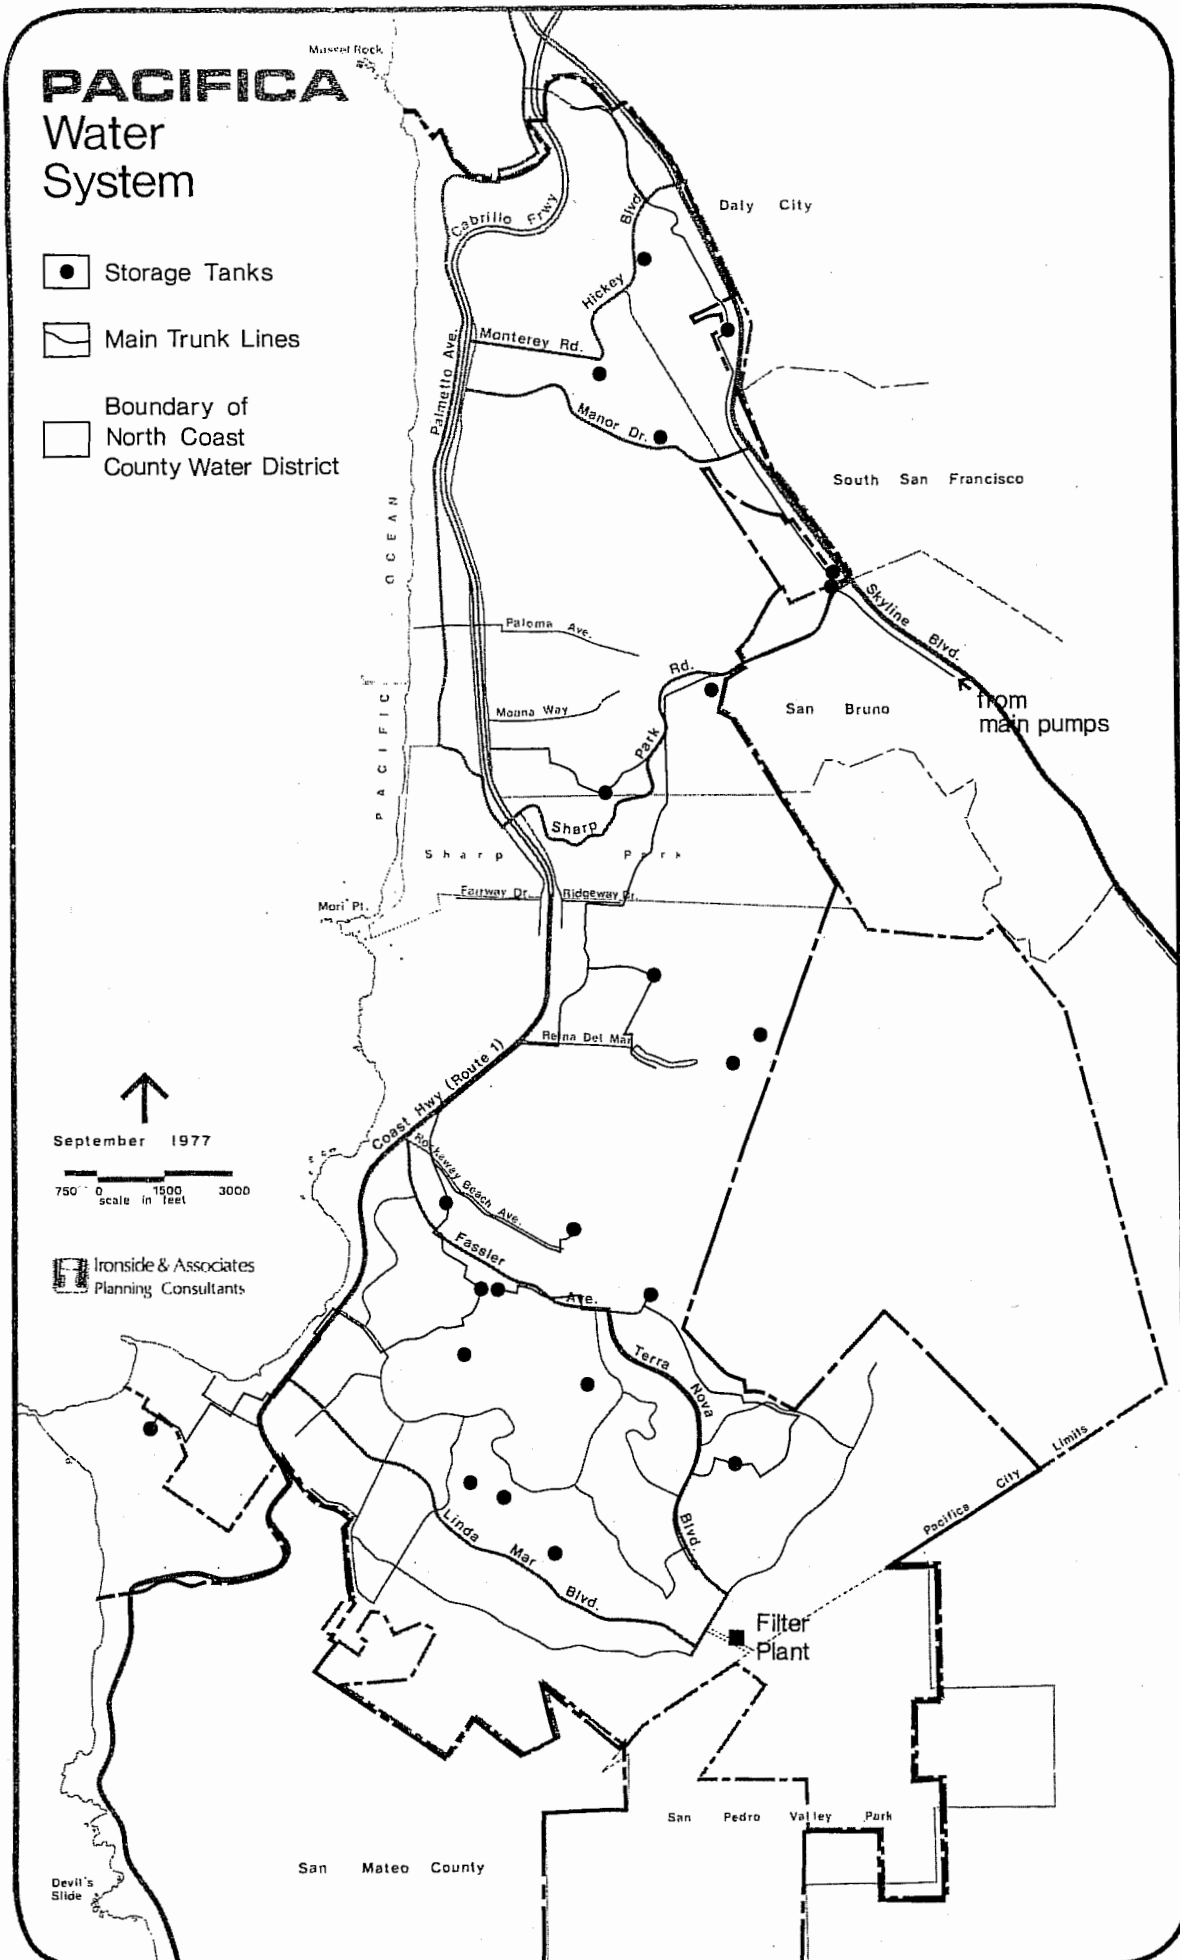 Mussel Rock
PACIFICA
Water
System
Storage Tanks
Main Trunk Lines
Boundary of
North Coast
County Water District
Cabrillo Frwy
Hickey Blvd.
Daly City
Palmetto Ave.
Monterey Rd.
Manor Dr.
South San Francisco
PACIFIC OCEAN
Paloma Ave.
Skyline Blvd.
from
main pumps
San Bruno
Mouna Way
Sharp Park Rd.
Sharp Park
Fairway Dr.
Ridgeway Dr.
Mori Pt.
Reina Del Mar
Coast Hwy (Route 1)
September 1977
750 0 1500 3000
scale in feet
Ironside & Associates
Planning Consultants
Rockaway Beach Ave.
Fassler Ave.
Terra Nova Blvd.
Linda Mar Blvd.
Pacifica City Limits
Filter
Plant
San Pedro Valley Park
San Mateo County
Devil's
Slide